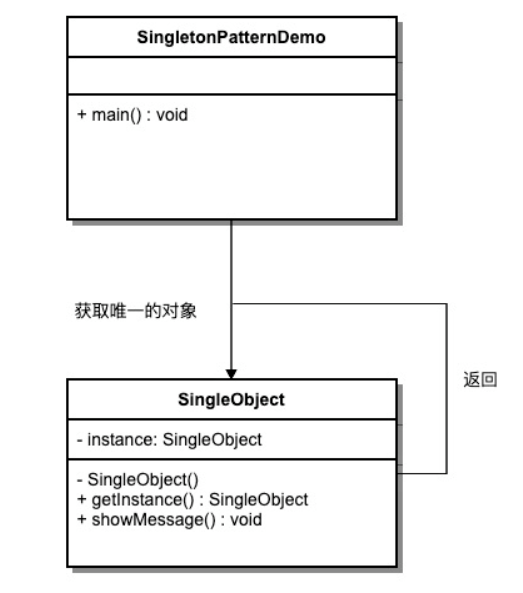 SingletonPatternDemo
+ main() : void
获取唯一的对象
返回
SingleObject
- instance: SingleObject
- SingleObject()
+ getInstance() : SingleObject
+ showMessage() : void